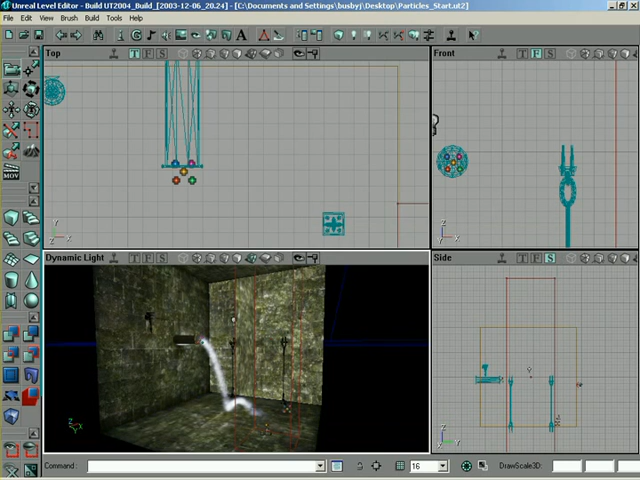 Unreal Level Editor - Build UT2004_Build_[2003-12-06_20.24] - [C:\Documents and Settings\busbyj\Desktop\Particles_Start.ut2]
File Edit View Brush Build Tools Help
Top T F S
Front T F S
MOV
Y
Z X
Z
Y X
Dynamic Light T F S
Side T F S
Command: 16 DrawScale3D: